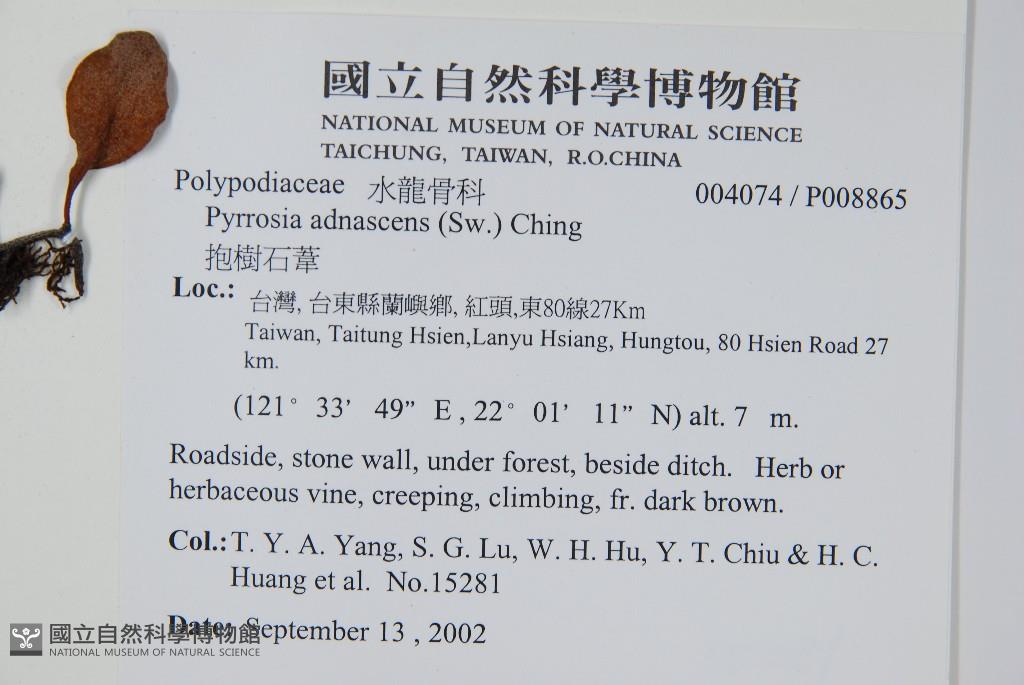 國立自然科學博物館
NATIONAL MUSEUM OF NATURAL SCIENCE
TAICHUNG, TAIWAN, R.O.CHINA
Polypodiaceae 水龍骨科 004074 / P008865
Pyrrosia adnascens (Sw.) Ching
抱樹石葦
Loc.: 台灣, 台東縣蘭嶼鄉, 紅頭,東80線27Km
Taiwan, Taitung Hsien,Lanyu Hsiang, Hungtou, 80 Hsien Road 27
km.
(121° 33’ 49” E , 22° 01’ 11” N) alt. 7 m.
Roadside, stone wall, under forest, beside ditch. Herb or
herbaceous vine, creeping, climbing, fr. dark brown.
Col.: T. Y. A. Yang, S. G. Lu, W. H. Hu, Y. T. Chiu & H. C.
Huang et al. No.15281
Date: September 13 , 2002
國立自然科學博物館
NATIONAL MUSEUM OF NATURAL SCIENCE